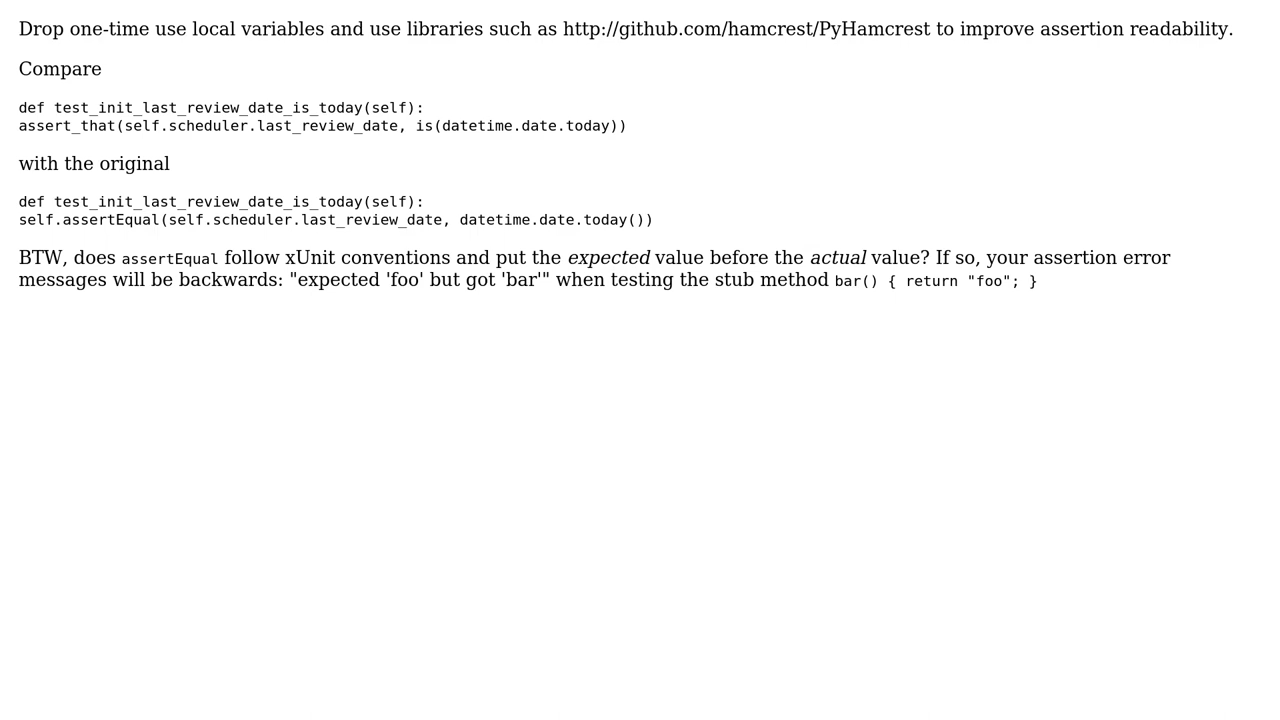 Drop one-time use local variables and use libraries such as http://github.com/hamcrest/PyHamcrest to improve assertion readability.
Compare
def test_init_last_review_date_is_today(self):
assert_that(self.scheduler.last_review_date, is(datetime.date.today))
with the original
def test_init_last_review_date_is_today(self):
self.assertEqual(self.scheduler.last_review_date, datetime.date.today())
BTW, does assertEqual follow xUnit conventions and put the expected value before the actual value? If so, your assertion error
messages will be backwards: "expected 'foo' but got 'bar'" when testing the stub method bar() { return "foo"; }